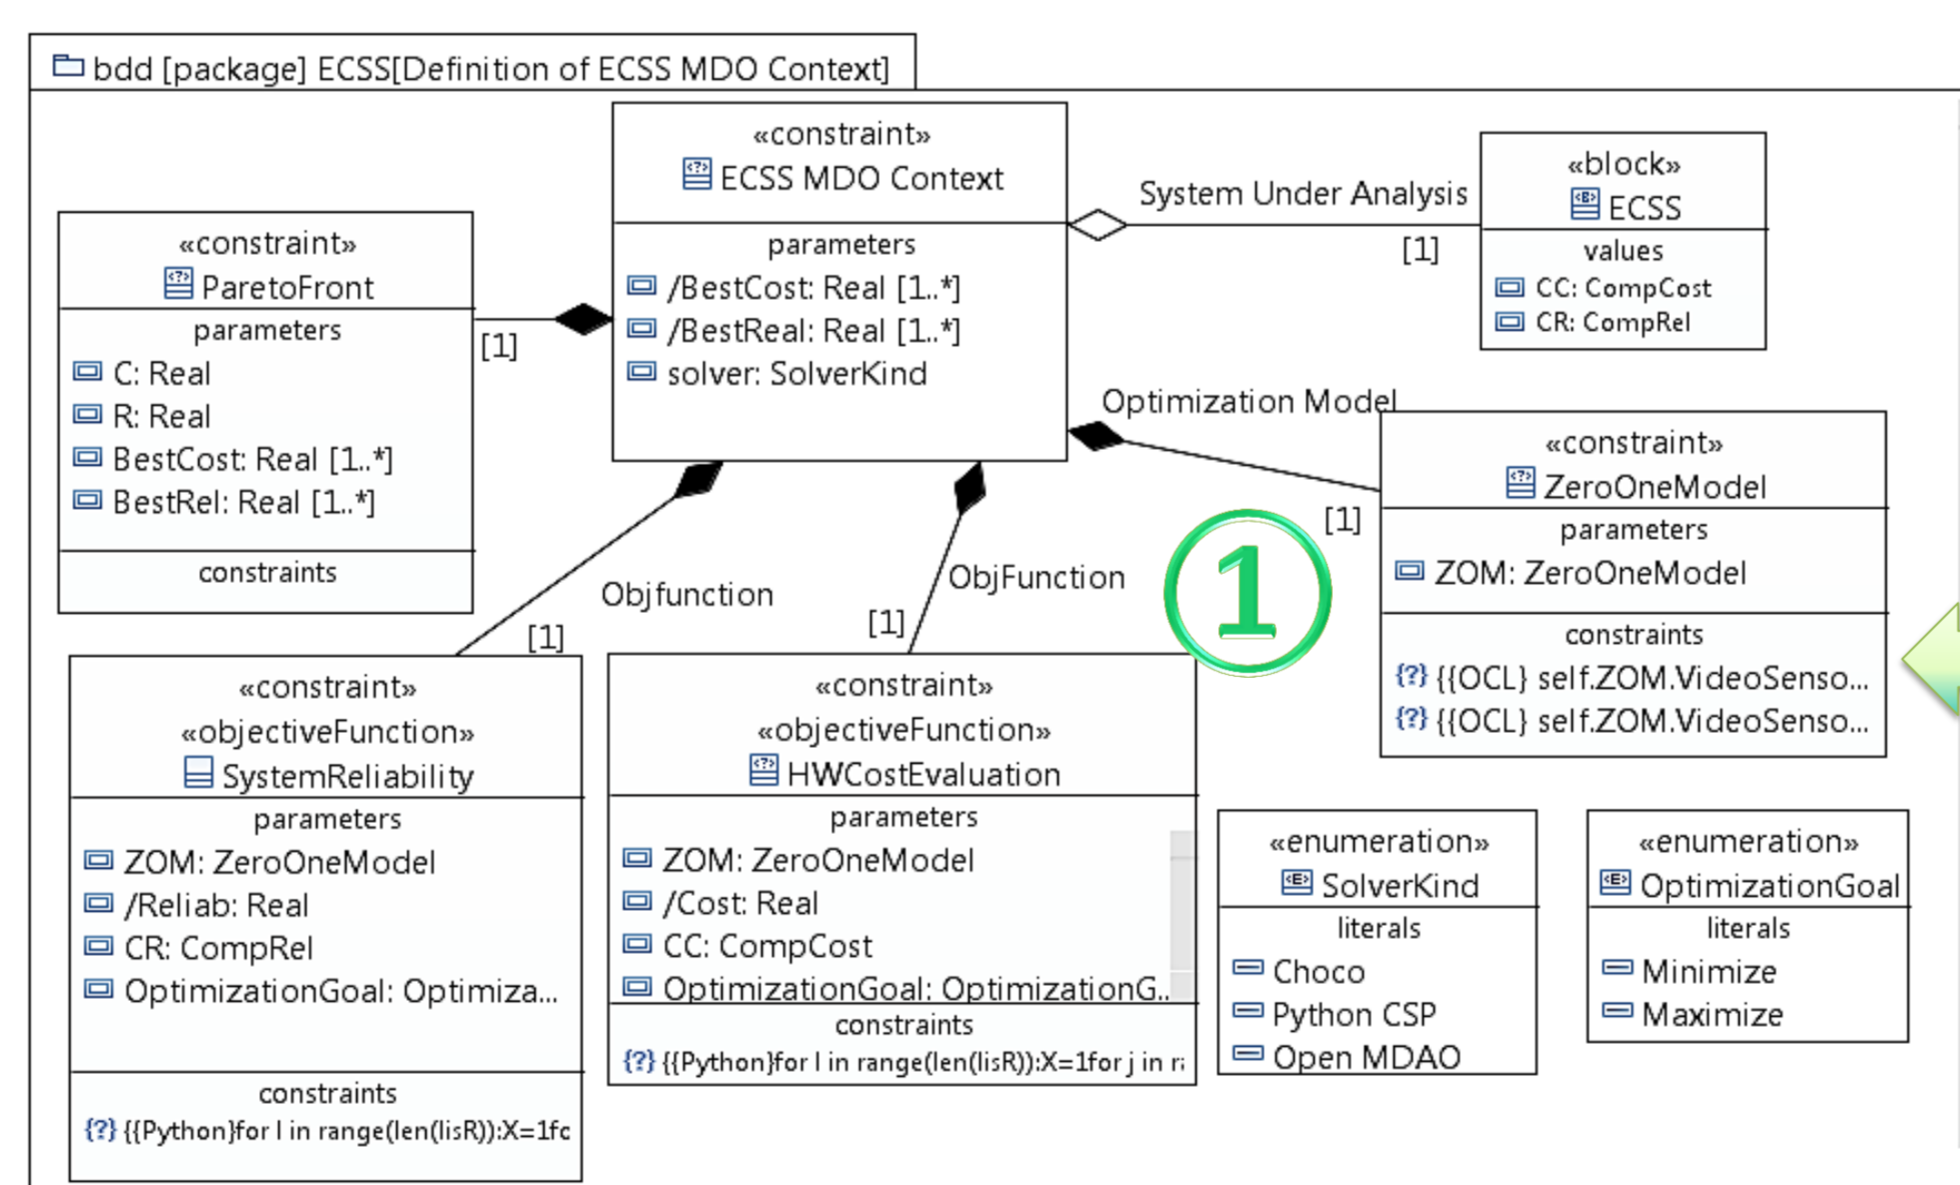 bdd [package] ECSS[Definition of ECSS MDO Context]
«constraint»
ECSS MDO Context
parameters
/BestCost: Real [1..*]
/BestReal: Real [1..*]
solver: SolverKind
System Under Analysis
[1]
«block»
ECSS
values
CC: CompCost
CR: CompRel
«constraint»
ParetoFront
parameters
C: Real
R: Real
BestCost: Real [1..*]
BestRel: Real [1..*]
constraints
[1]
Optimization Model
[1]
«constraint»
ZeroOneModel
parameters
ZOM: ZeroOneModel
constraints
{?} {{OCL} self.ZOM.VideoSenso...
{?} {{OCL} self.ZOM.VideoSenso...
Objfunction
[1]
ObjFunction
[1]
1
«constraint»
«objectiveFunction»
SystemReliability
parameters
ZOM: ZeroOneModel
/Reliab: Real
CR: CompRel
OptimizationGoal: Optimiza...
constraints
{?} {{Python}for I in range(len(lisR)):X=1fo
«constraint»
«objectiveFunction»
HWCostEvaluation
parameters
ZOM: ZeroOneModel
/Cost: Real
CC: CompCost
OptimizationGoal: OptimizationG..
constraints
{?} {{Python}for I in range(len(lisR)):X=1for j in ra
«enumeration»
SolverKind
literals
Choco
Python CSP
Open MDAO
«enumeration»
OptimizationGoal
literals
Minimize
Maximize